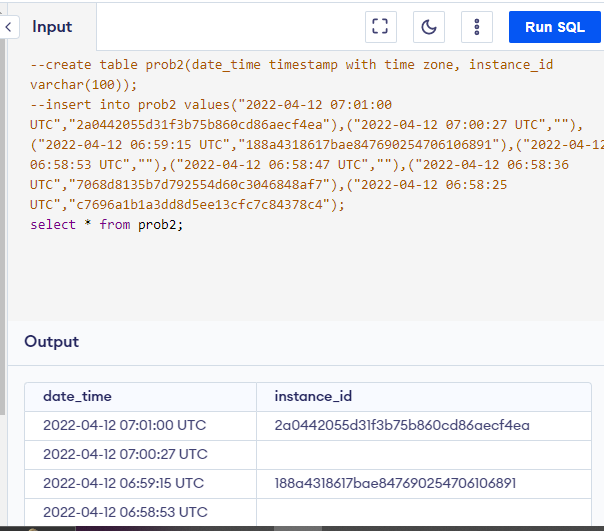 Input
Run SQL
--create table prob2(date_time timestamp with time zone, instance_id
varchar(100));
--insert into prob2 values("2022-04-12 07:01:00
UTC","2a0442055d31f3b75b860cd86aecf4ea"),("2022-04-12 07:00:27 UTC",""),
("2022-04-12 06:59:15 UTC","188a4318617bae847690254706106891"),("2022-04-12
06:58:53 UTC",""),("2022-04-12 06:58:47 UTC",""),("2022-04-12 06:58:36
UTC","7068d8135b7d792554d60c3046848af7"),("2022-04-12 06:58:25
UTC","c7696a1b1a3dd8d5ee13cfc7c84378c4");
select * from prob2;
Output
date_time instance_id
2022-04-12 07:01:00 UTC 2a0442055d31f3b75b860cd86aecf4ea
2022-04-12 07:00:27 UTC
2022-04-12 06:59:15 UTC 188a4318617bae847690254706106891
2022-04-12 06:58:53 UTC